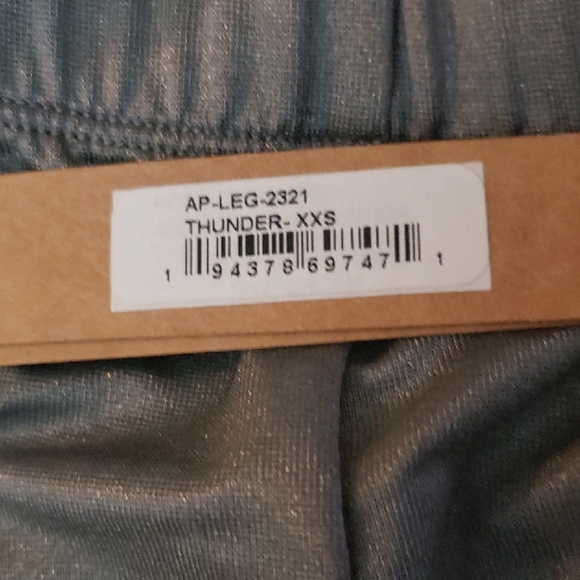 AP-LEG-2321
THUNDER- XXS
1 94378 69747 1